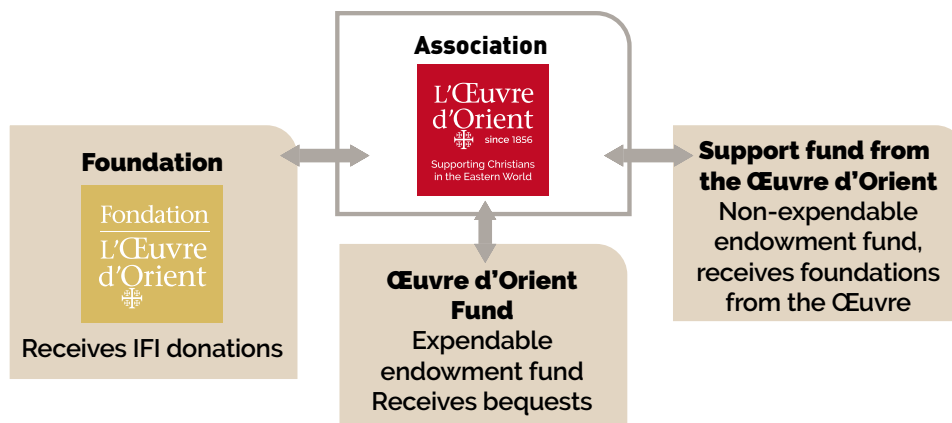 Association
L'Œuvre
d'Orient
since 1856
Supporting Christians
in the Eastern World
Foundation
Fondation
L'Œuvre
d'Orient
Receives IFI donations
Œuvre d’Orient
Fund
Expendable
endowment fund
Receives bequests
Support fund from
the Œuvre d’Orient
Non-expendable
endowment fund,
receives foundations
from the Œuvre